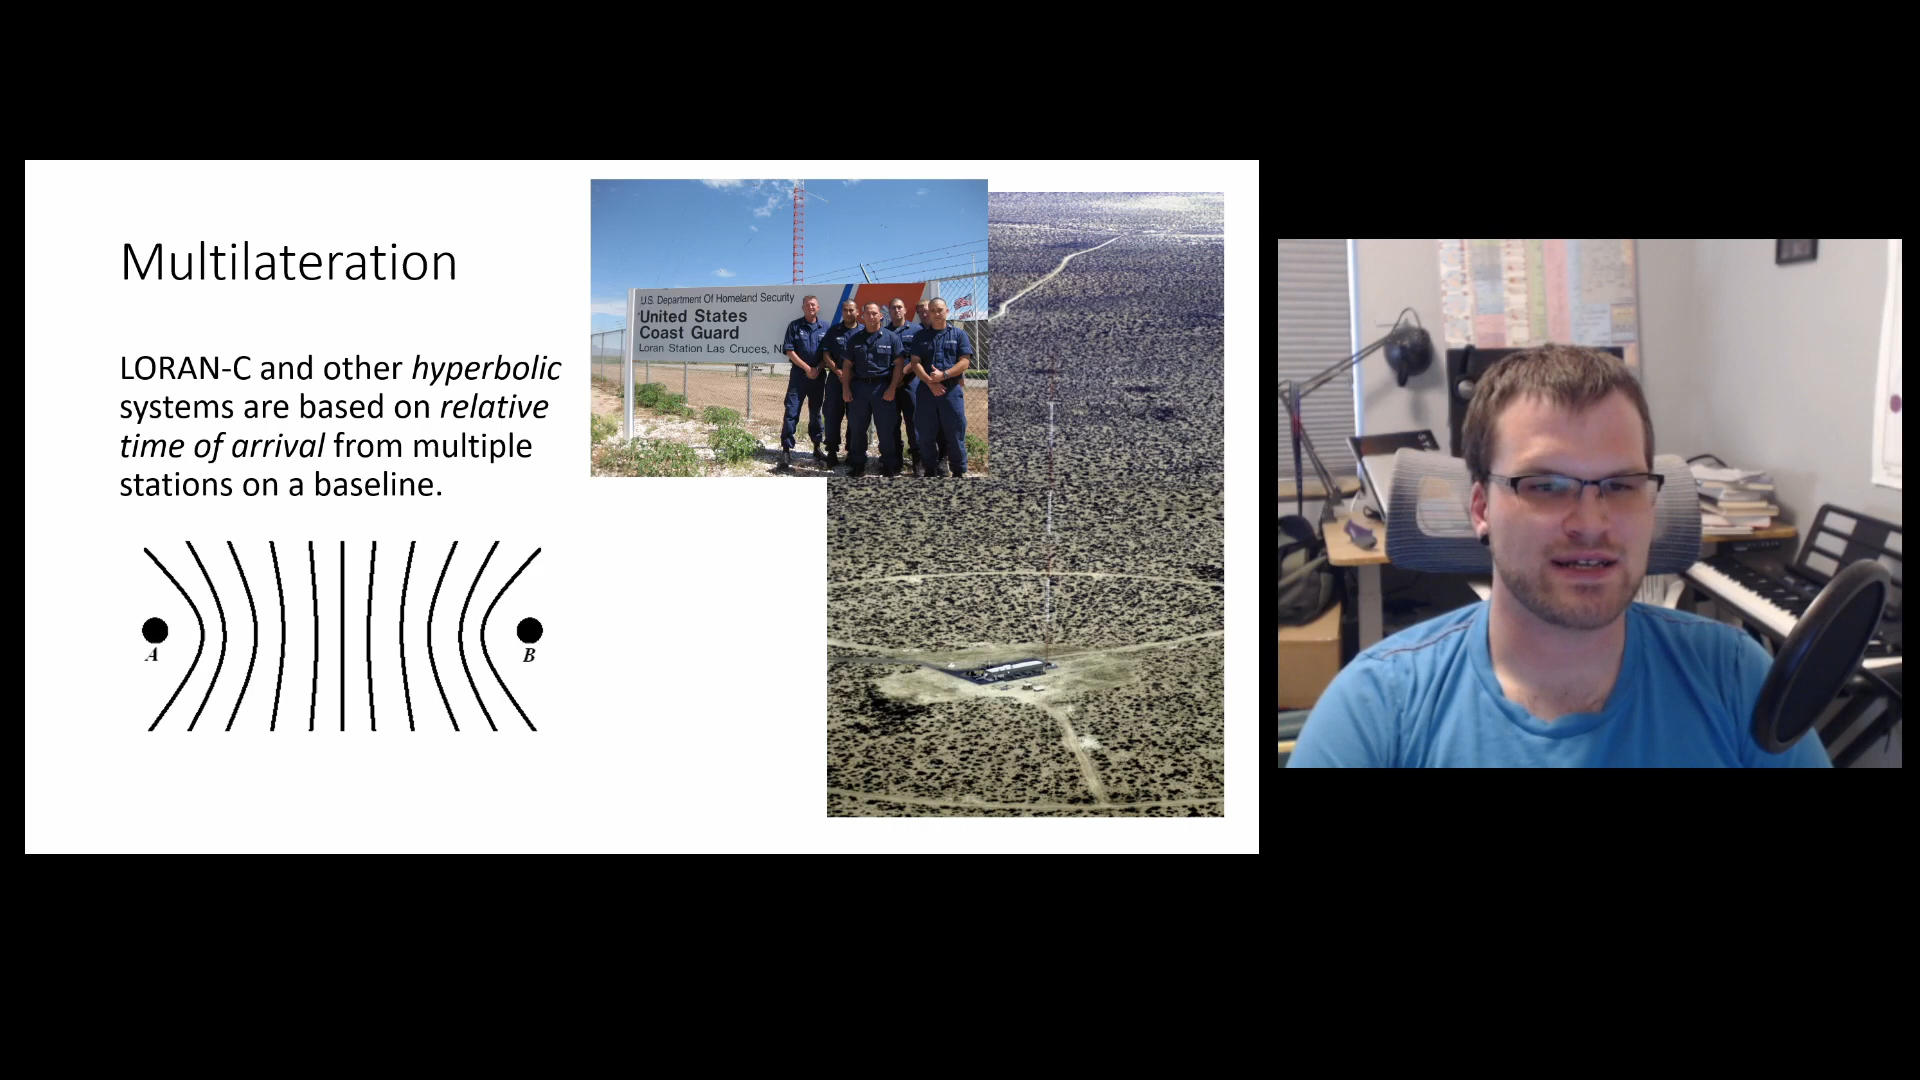 Multilateration
LORAN-C and other hyperbolic
systems are based on relative
time of arrival from multiple
stations on a baseline.
A
B
U.S. Department Of Homeland Security
United States
Coast Guard
Loran Station Las Cruces, N